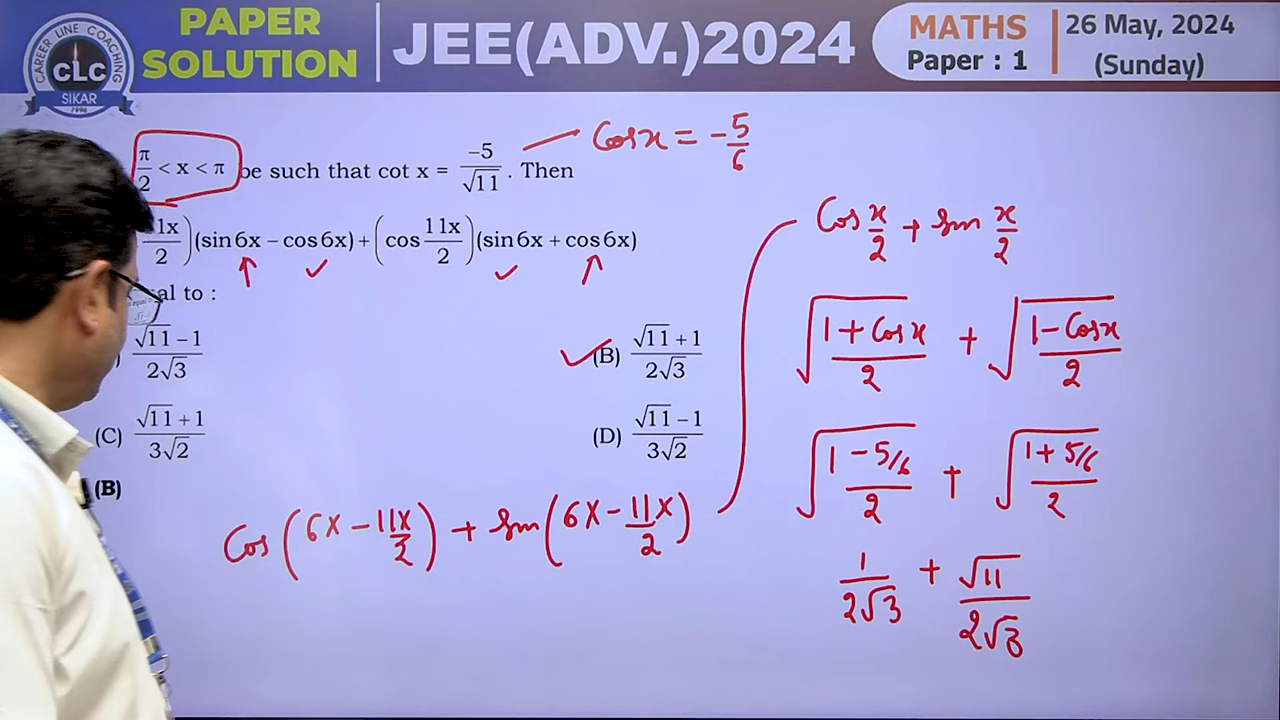 CAREER LINE COACHING
CLC
SIKAR
1996
PAPER
SOLUTION
JEE(ADV.)2024
MATHS
Paper : 1
26 May, 2024
(Sunday)
π/2 < x < π be such that cot x = -5/√11 . Then
1x/2)(sin 6x − cos 6x) + (cos 11x/2)(sin 6x + cos 6x)
al to :
) √11 − 1 / 2√3
(B) √11 + 1 / 2√3
(C) √11 + 1 / 3√2
(D) √11 − 1 / 3√2
(B)
Cos x = -5/6
Cos(6x − 11x/2) + Sin(6x − 11x/2)
Cos x/2 + Sin x/2
√(1 + Cos x / 2) + √(1 − Cos x / 2)
√(1 − 5/6 / 2) + √(1 + 5/6 / 2)
1/2√3 + √11/2√3